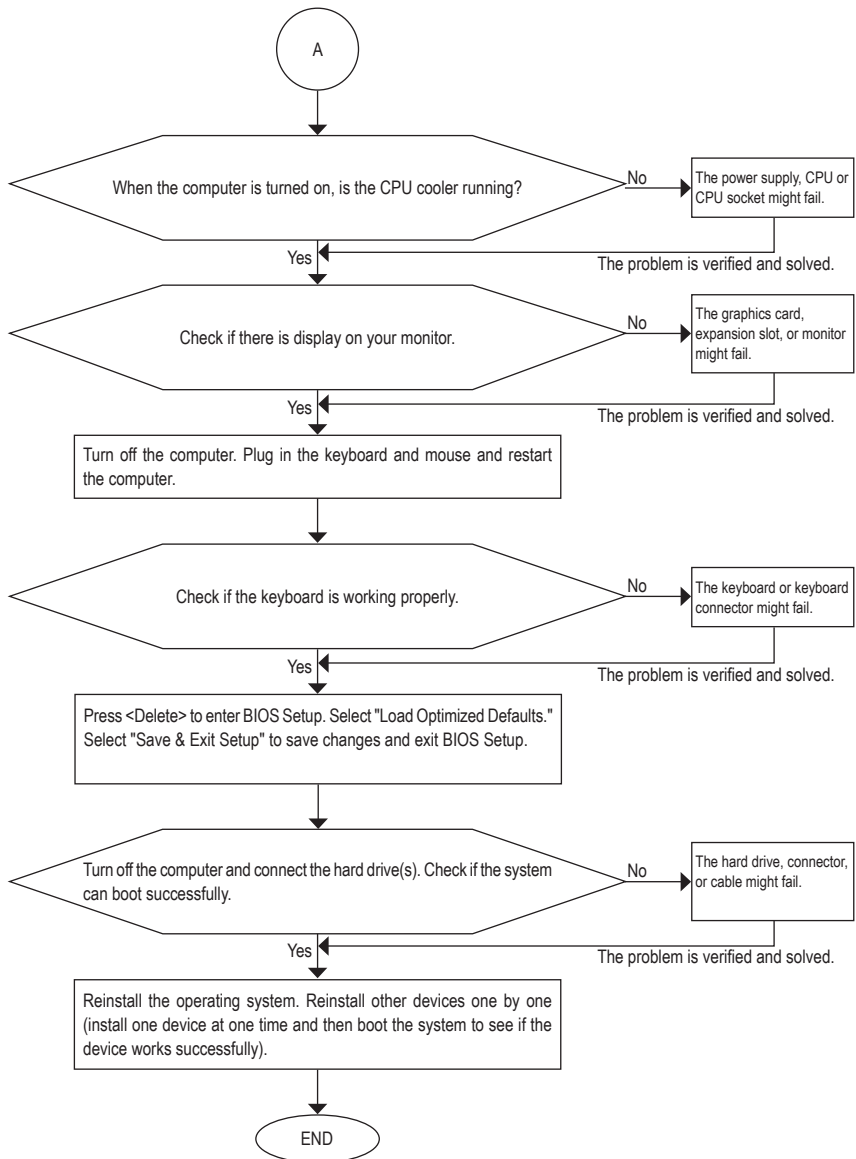 A
When the computer is turned on, is the CPU cooler running?
No
The power supply, CPU or
CPU socket might fail.
Yes
The problem is verified and solved.
Check if there is display on your monitor.
No
The graphics card,
expansion slot, or monitor
might fail.
Yes
The problem is verified and solved.
Turn off the computer. Plug in the keyboard and mouse and restart
the computer.
Check if the keyboard is working properly.
No
The keyboard or keyboard
connector might fail.
Yes
The problem is verified and solved.
Press <Delete> to enter BIOS Setup. Select "Load Optimized Defaults."
Select "Save & Exit Setup" to save changes and exit BIOS Setup.
Turn off the computer and connect the hard drive(s). Check if the system
can boot successfully.
No
The hard drive, connector,
or cable might fail.
Yes
The problem is verified and solved.
Reinstall the operating system. Reinstall other devices one by one
(install one device at one time and then boot the system to see if the
device works successfully).
END